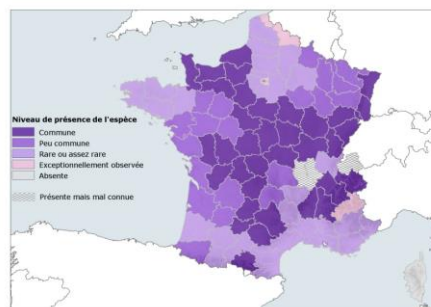 Niveau de présence de l'espèce
Commune
Peu commune
Rare ou assez rare
Exceptionnellement observée
Absente
Présente mais mal connue